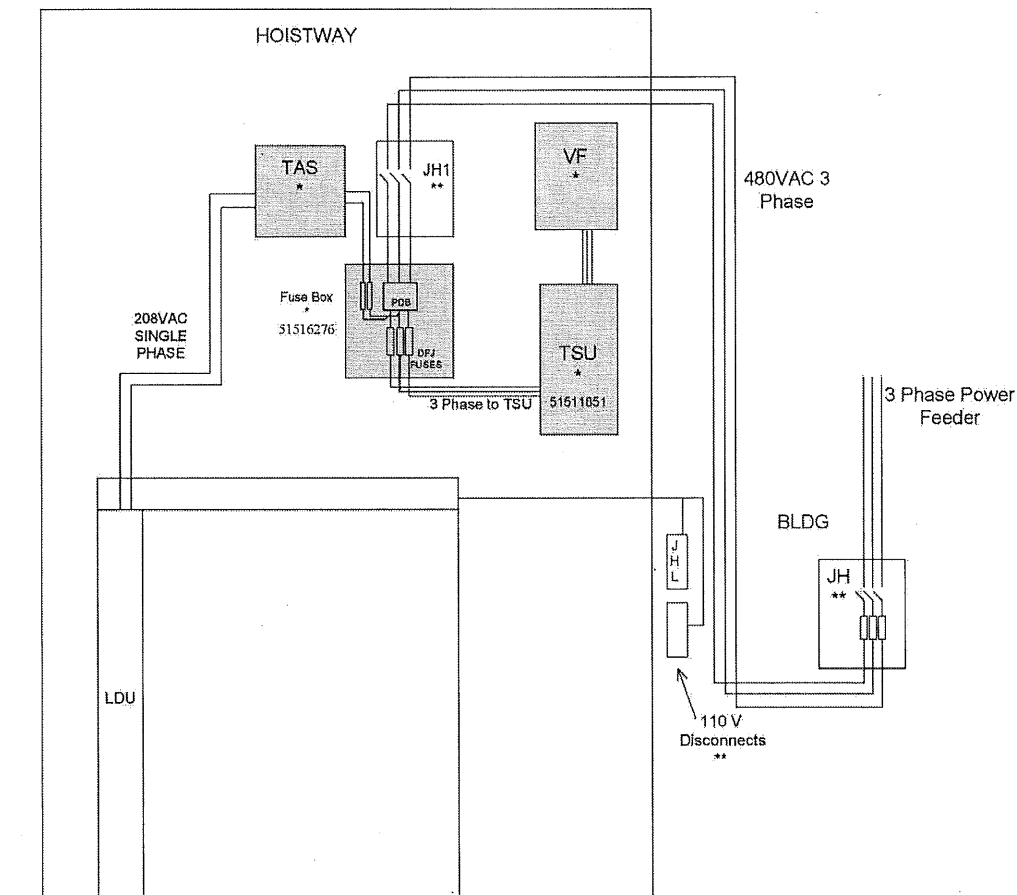 HOISTWAY
TAS
*
JH1
**
VF
*
480VAC 3
Phase
Fuse Box
*
51516276
PDB
DFJ
FUSES
208VAC
SINGLE
PHASE
TSU
*
51511051
3 Phase to TSU
3 Phase Power
Feeder
BLDG
J
H
L
JH
**
LDU
110 V
Disconnects
**